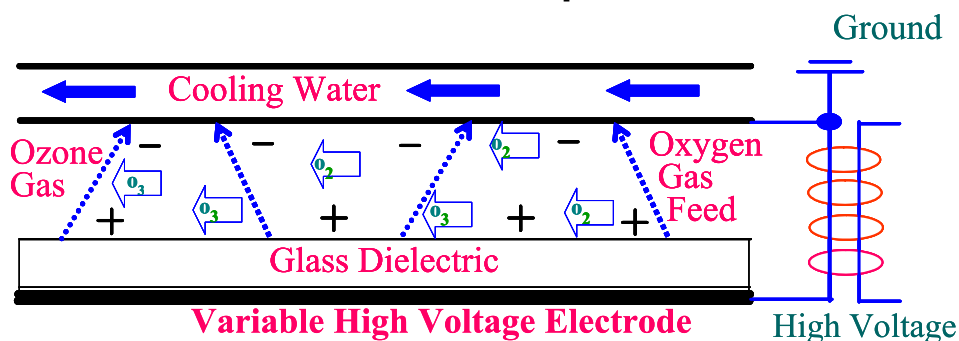 Ground
Cooling Water
Ozone
Gas
Oxygen
Gas
Feed
o2
o2
o3
o3
o3
o2
Glass Dielectric
Variable High Voltage Electrode
High Voltage